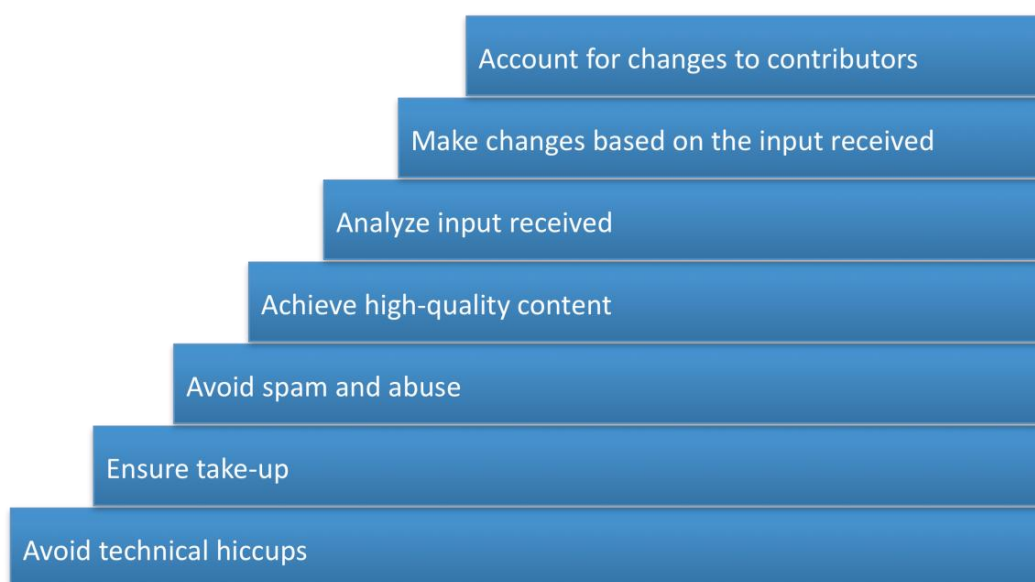 Account for changes to contributors
Make changes based on the input received
Analyze input received
Achieve high-quality content
Avoid spam and abuse
Ensure take-up
Avoid technical hiccups